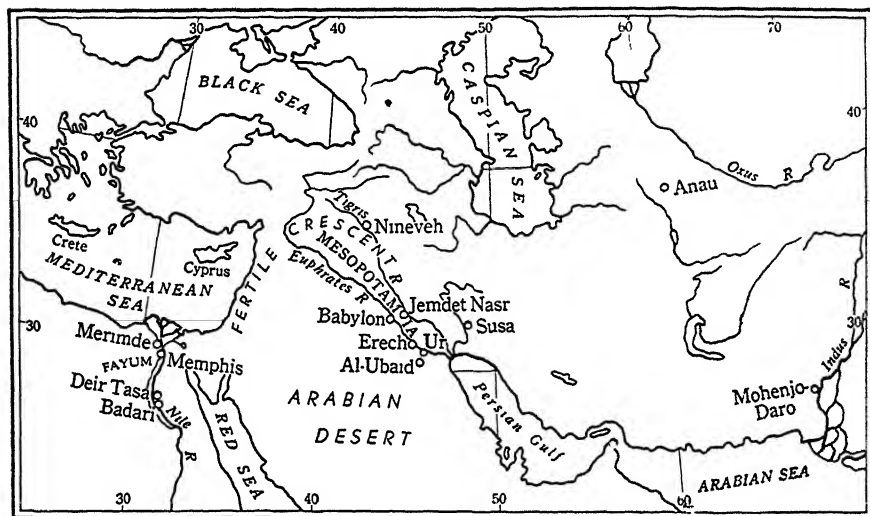 30
40
50
60
70
BLACK SEA
CASPIAN SEA
40
40
Oxus R
Anau
Tigris R
Nineveh
Crete
Cyprus
FERTILE CRESCENT
MESOPOTAMIA
Euphrates R
MEDITERRANEAN
SEA
Jemdet Nasr
Babylon
Susa
30
30
Merimde
Erech
Ur
FAYUM
Memphis
Al-Ubaid
Indus R
Deir Tasa
Badari
Nile R
RED SEA
ARABIAN
DESERT
Persian Gulf
Mohenjo-
Daro
ARABIAN SEA
30
40
50
60